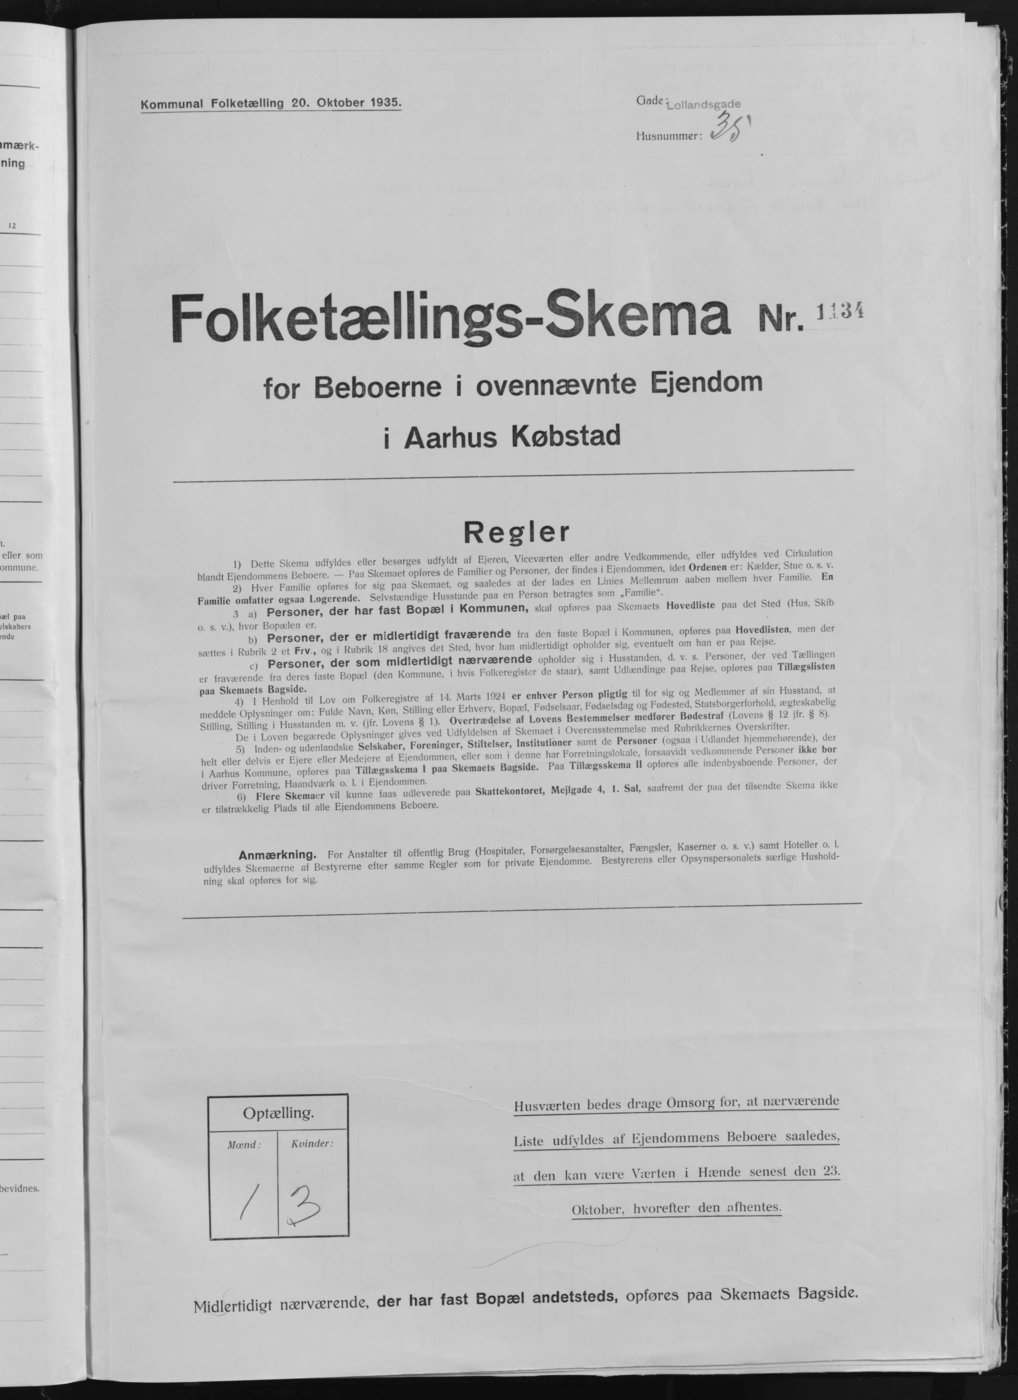 Kommunal Folketælling 20. Oktober 1935.
Gade: Lollandsgade
Husnummer: 35
Folketællings-Skema Nr. 1134
for Beboerne i ovennævnte Ejendom
i Aarhus Købstad
Regler
1) Dette Skema udfyldes eller besørges udfyldt af Ejeren, Viceværten eller andre Vedkommende, eller udfyldes ved Cirkulation
blandt Ejendommens Beboere. — Paa Skemaet opføres de Familier og Personer, der findes i Ejendommen, idet Ordenen er: Kælder, Stue o. s. v.
2) Hver Familie opføres for sig paa Skemaet, og saaledes at der lades en Linies Mellemrum aaben mellem hver Familie. En
Familie omfatter ogsaa Logerende. Selvstændige Husstande paa en Person betragtes som „Familie“.
3 a) Personer, der har fast Bopæl i Kommunen, skal opføres paa Skemaets Hovedliste paa det Sted (Hus, Skib
o. s. v.), hvor Bopælen er.
b) Personer, der er midlertidigt fraværende fra den faste Bopæl i Kommunen, opføres paa Hovedlisten, men der
sættes i Rubrik 2 et Frv., og i Rubrik 18 angives det Sted, hvor han midlertidigt opholder sig, eventuelt om han er paa Rejse.
c) Personer, der som midlertidigt nærværende opholder sig i Husstanden, d. v. s. Personer, der ved Tællingen
er fraværende fra deres faste Bopæl (den Kommune, i hvis Folkeregister de staar), samt Udlændinge paa Rejse, opføres paa Tillægslisten
paa Skemaets Bagside.
4) I Henhold til Lov om Folkeregistre af 14. Marts 1924 er enhver Person pligtig til for sig og Medlemmer af sin Husstand, at
meddele Oplysninger om: Fulde Navn, Køn, Stilling eller Erhverv, Bopæl, Fødselsaar, Fødselsdag og Fødested, Statsborgerforhold, ægteskabelig
Stilling, Stilling i Husstanden m. v. (jfr. Lovens § 1). Overtrædelse af Lovens Bestemmelser medfører Bødestraf (Lovens § 12 jfr. § 8).
De i Loven begærede Oplysninger gives ved Udfyldelsen af Skemaet i Overensstemmelse med Rubrikkernes Overskrifter.
5) Inden- og udenlandske Selskaber, Foreninger, Stiftelser, Institutioner samt de Personer (ogsaa i Udlandet hjemmehørende), der
helt eller delvis er Ejere eller Medejere af Ejendommen, eller som i denne har Forretningslokale, forsaavidt vedkommende Personer ikke bor
i Aarhus Kommune, opføres paa Tillægsskema I paa Skemaets Bagside. Paa Tillægsskema II opføres alle indenbysboende Personer, der
driver Forretning, Haandværk o. l. i Ejendommen.
6) Flere Skemaer vil kunne faas udleverede paa Skattekontoret, Mejlgade 4, 1. Sal, saafremt der paa det tilsendte Skema ikke
er tilstrækkelig Plads til alle Ejendommens Beboere.
Anmærkning. For Anstalter til offentlig Brug (Hospitaler, Forsørgelsesanstalter, Fængsler, Kaserner o. s. v.) samt Hoteller o. l.
udfyldes Skemaerne af Bestyrerne efter samme Regler som for private Ejendomme. Bestyrerens eller Opsynspersonalets særlige Hushold-
ning skal opføres for sig.
Optælling.
Mænd: Kvinder:
1 3
Husværten bedes drage Omsorg for, at nærværende
Liste udfyldes af Ejendommens Beboere saaledes,
at den kan være Værten i Hænde senest den 23.
Oktober, hvorefter den afhentes.
Midlertidigt nærværende, der har fast Bopæl andetsteds, opføres paa Skemaets Bagside.